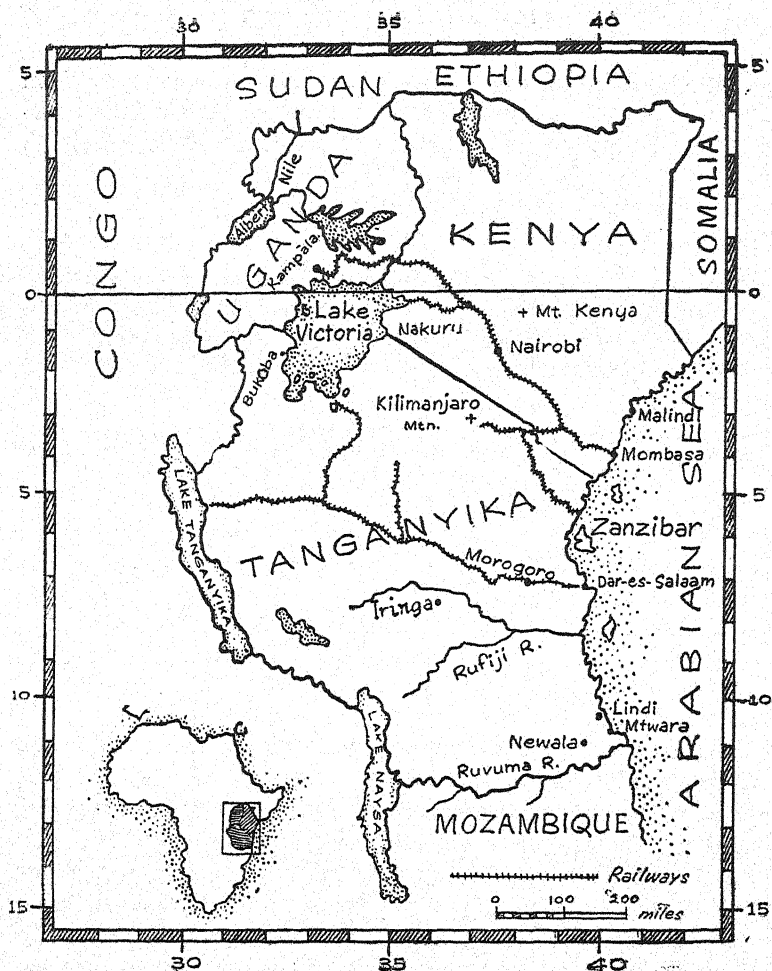 30 35 40
5 5
SUDAN ETHIOPIA
CONGO
Nile
Albert
UGANDA
Kampala
KENYA
SOMALIA
0 0
Lake
Victoria
Nakuru
+ Mt. Kenya
Nairobi
Bukoba
Kilimanjaro
Mtn. +
Malindi
Mombasa
ARABIAN SEA
5 5
LAKE TANGANYIKA
TANGANYIKA
Zanzibar
Morogoro
Dar-es-Salaam
Iringa
Rufiji R.
10 10
LAKE NAYSA
Lindi
Mtwara
Newala
Ruvuma R.
MOZAMBIQUE
Railways
0 100 200
miles
15 15
30 35 40